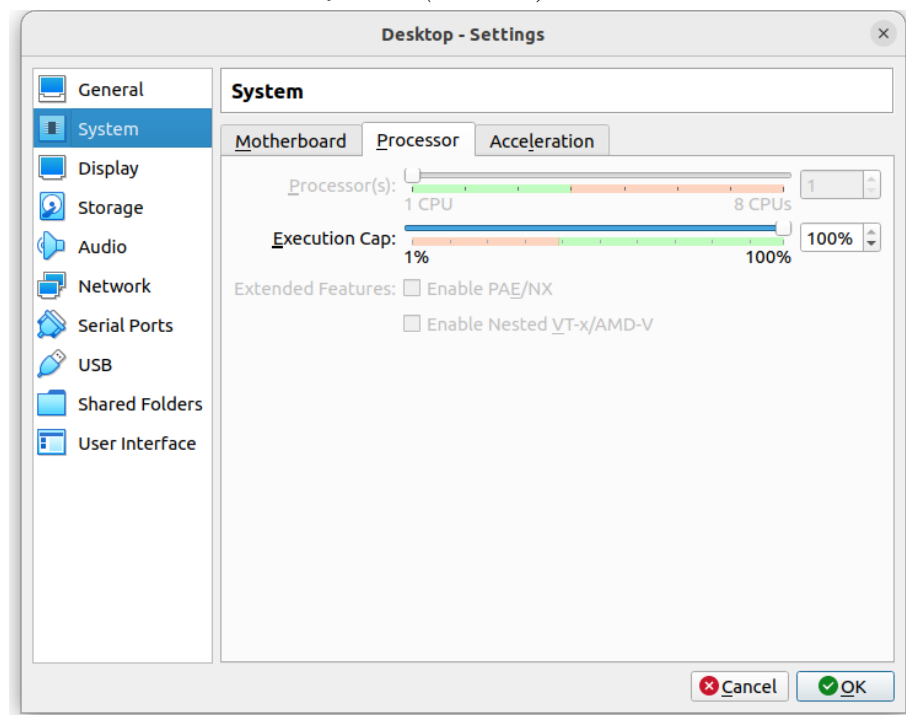 Desktop - Settings
General
System
Display
Storage
Audio
Network
Serial Ports
USB
Shared Folders
User Interface
System
Motherboard Processor Acceleration
Processor(s): 1
1 CPU 8 CPUs
Execution Cap: 100%
1% 100%
Extended Features: Enable PAE/NX
Enable Nested VT-x/AMD-V
Cancel OK